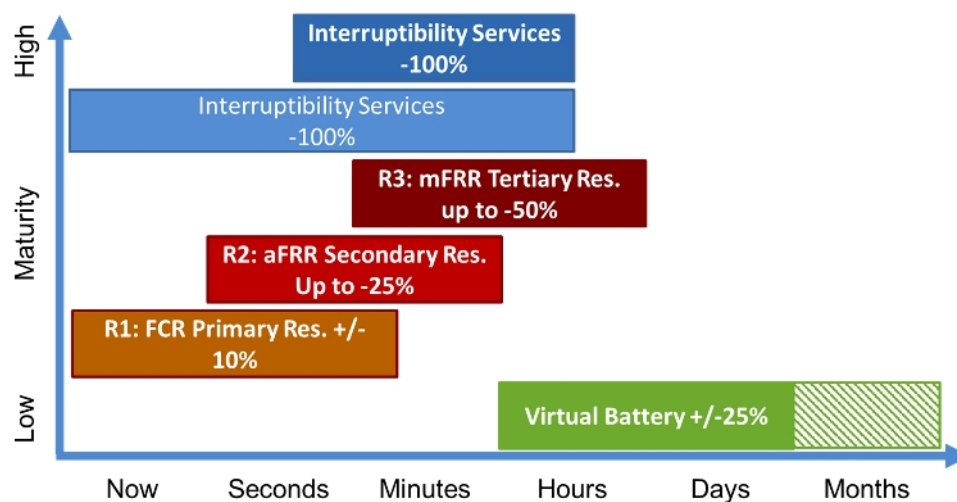 High
Maturity
Low
Interruptibility Services
-100%
Interruptibility Services
-100%
R3: mFRR Tertiary Res.
up to -50%
R2: aFRR Secondary Res.
Up to -25%
R1: FCR Primary Res. +/-
10%
Virtual Battery +/-25%
Now Seconds Minutes Hours Days Months